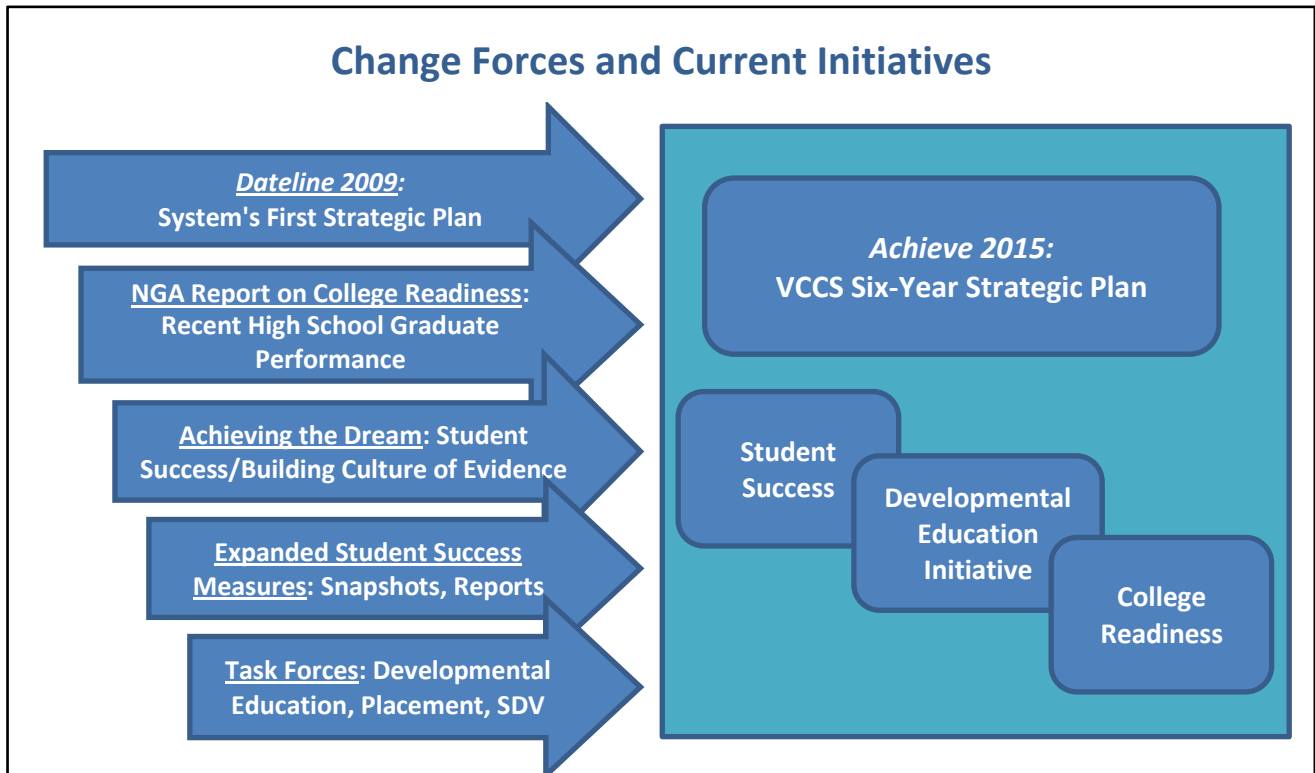 Change Forces and Current Initiatives
Dateline 2009:
System's First Strategic Plan
NGA Report on College Readiness:
Recent High School Graduate
Performance
Achieving the Dream: Student
Success/Building Culture of Evidence
Expanded Student Success
Measures: Snapshots, Reports
Task Forces: Developmental
Education, Placement, SDV
Achieve 2015:
VCCS Six-Year Strategic Plan
Student
Success
Developmental
Education
Initiative
College
Readiness